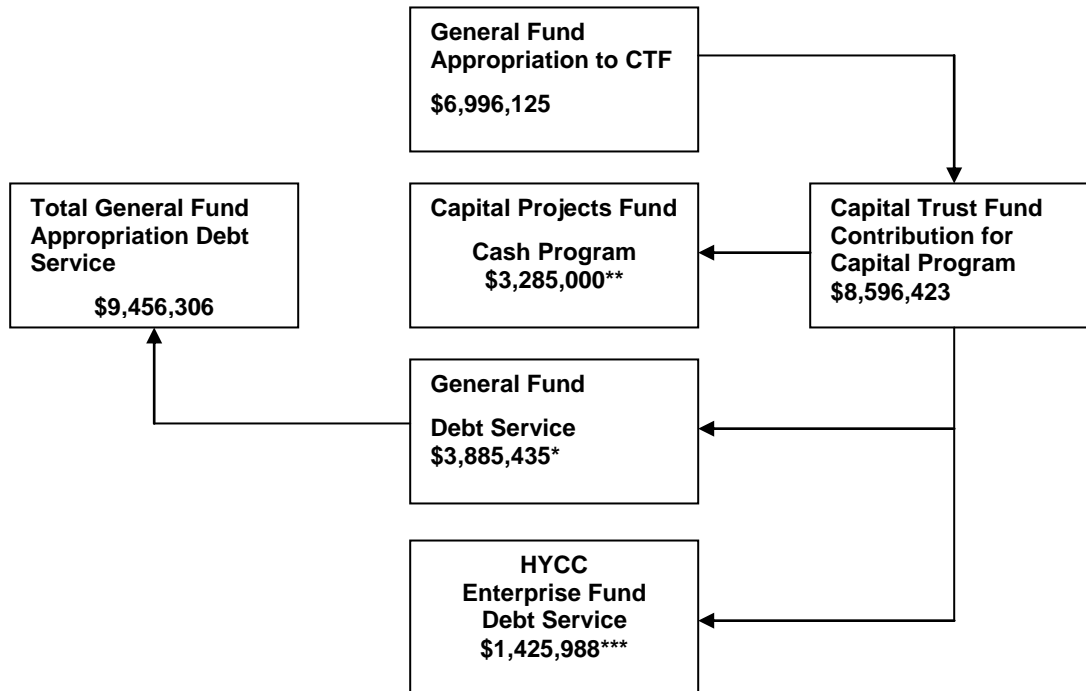 General Fund
Appropriation to CTF
$6,996,125
Total General Fund
Appropriation Debt
Service
$9,456,306
Capital Projects Fund
Cash Program
$3,285,000**
Capital Trust Fund
Contribution for
Capital Program
$8,596,423
General Fund
Debt Service
$3,885,435*
HYCC
Enterprise Fund
Debt Service
$1,425,988***